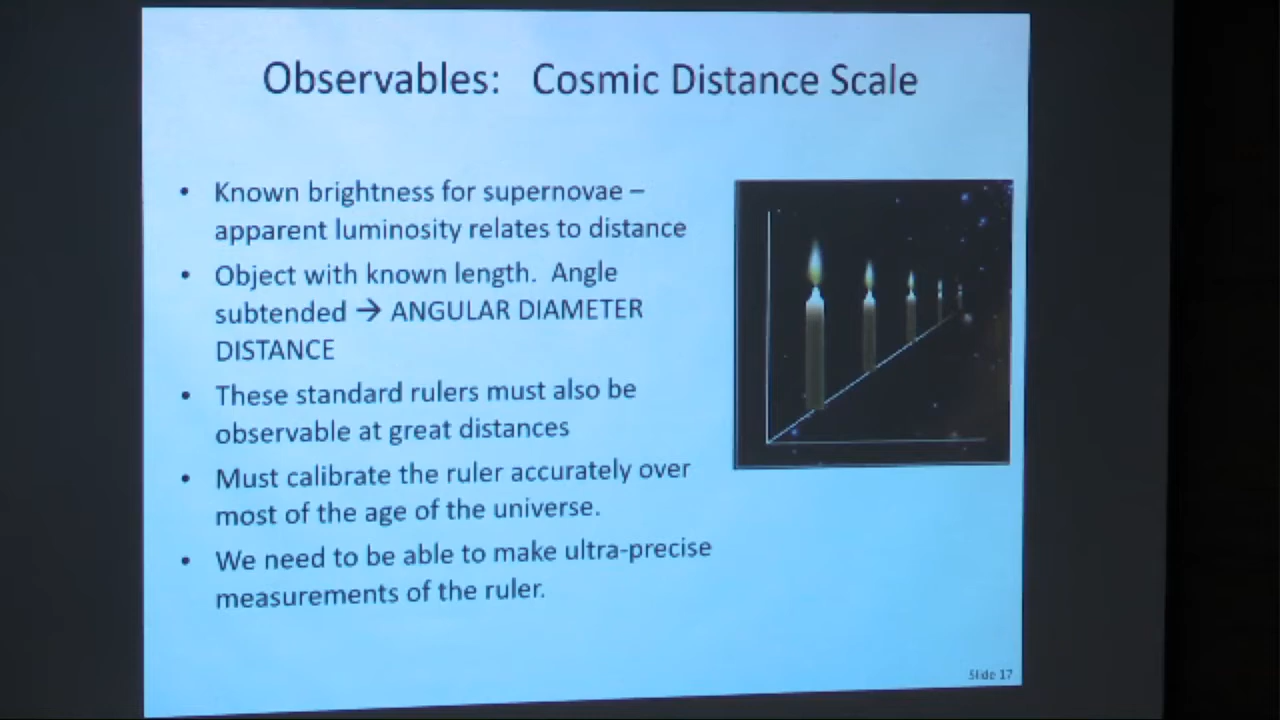 Observables: Cosmic Distance Scale
• Known brightness for supernovae –
apparent luminosity relates to distance
• Object with known length. Angle
subtended → ANGULAR DIAMETER
DISTANCE
• These standard rulers must also be
observable at great distances
• Must calibrate the ruler accurately over
most of the age of the universe.
• We need to be able to make ultra-precise
measurements of the ruler.
Slide 17